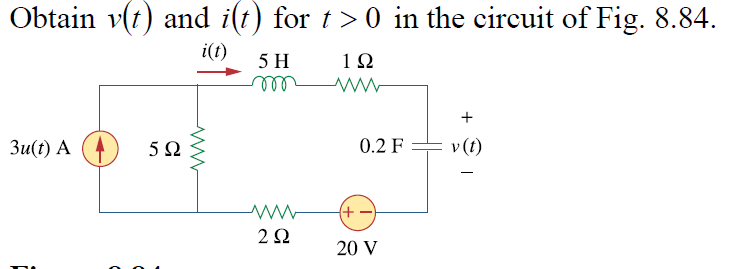 Obtain v(t) and i(t) for t > 0 in the circuit of Fig. 8.84.
i(t)
5 H
1 Ω
3u(t) A
5 Ω
0.2 F
+
v(t)
−
+ −
2 Ω
20 V